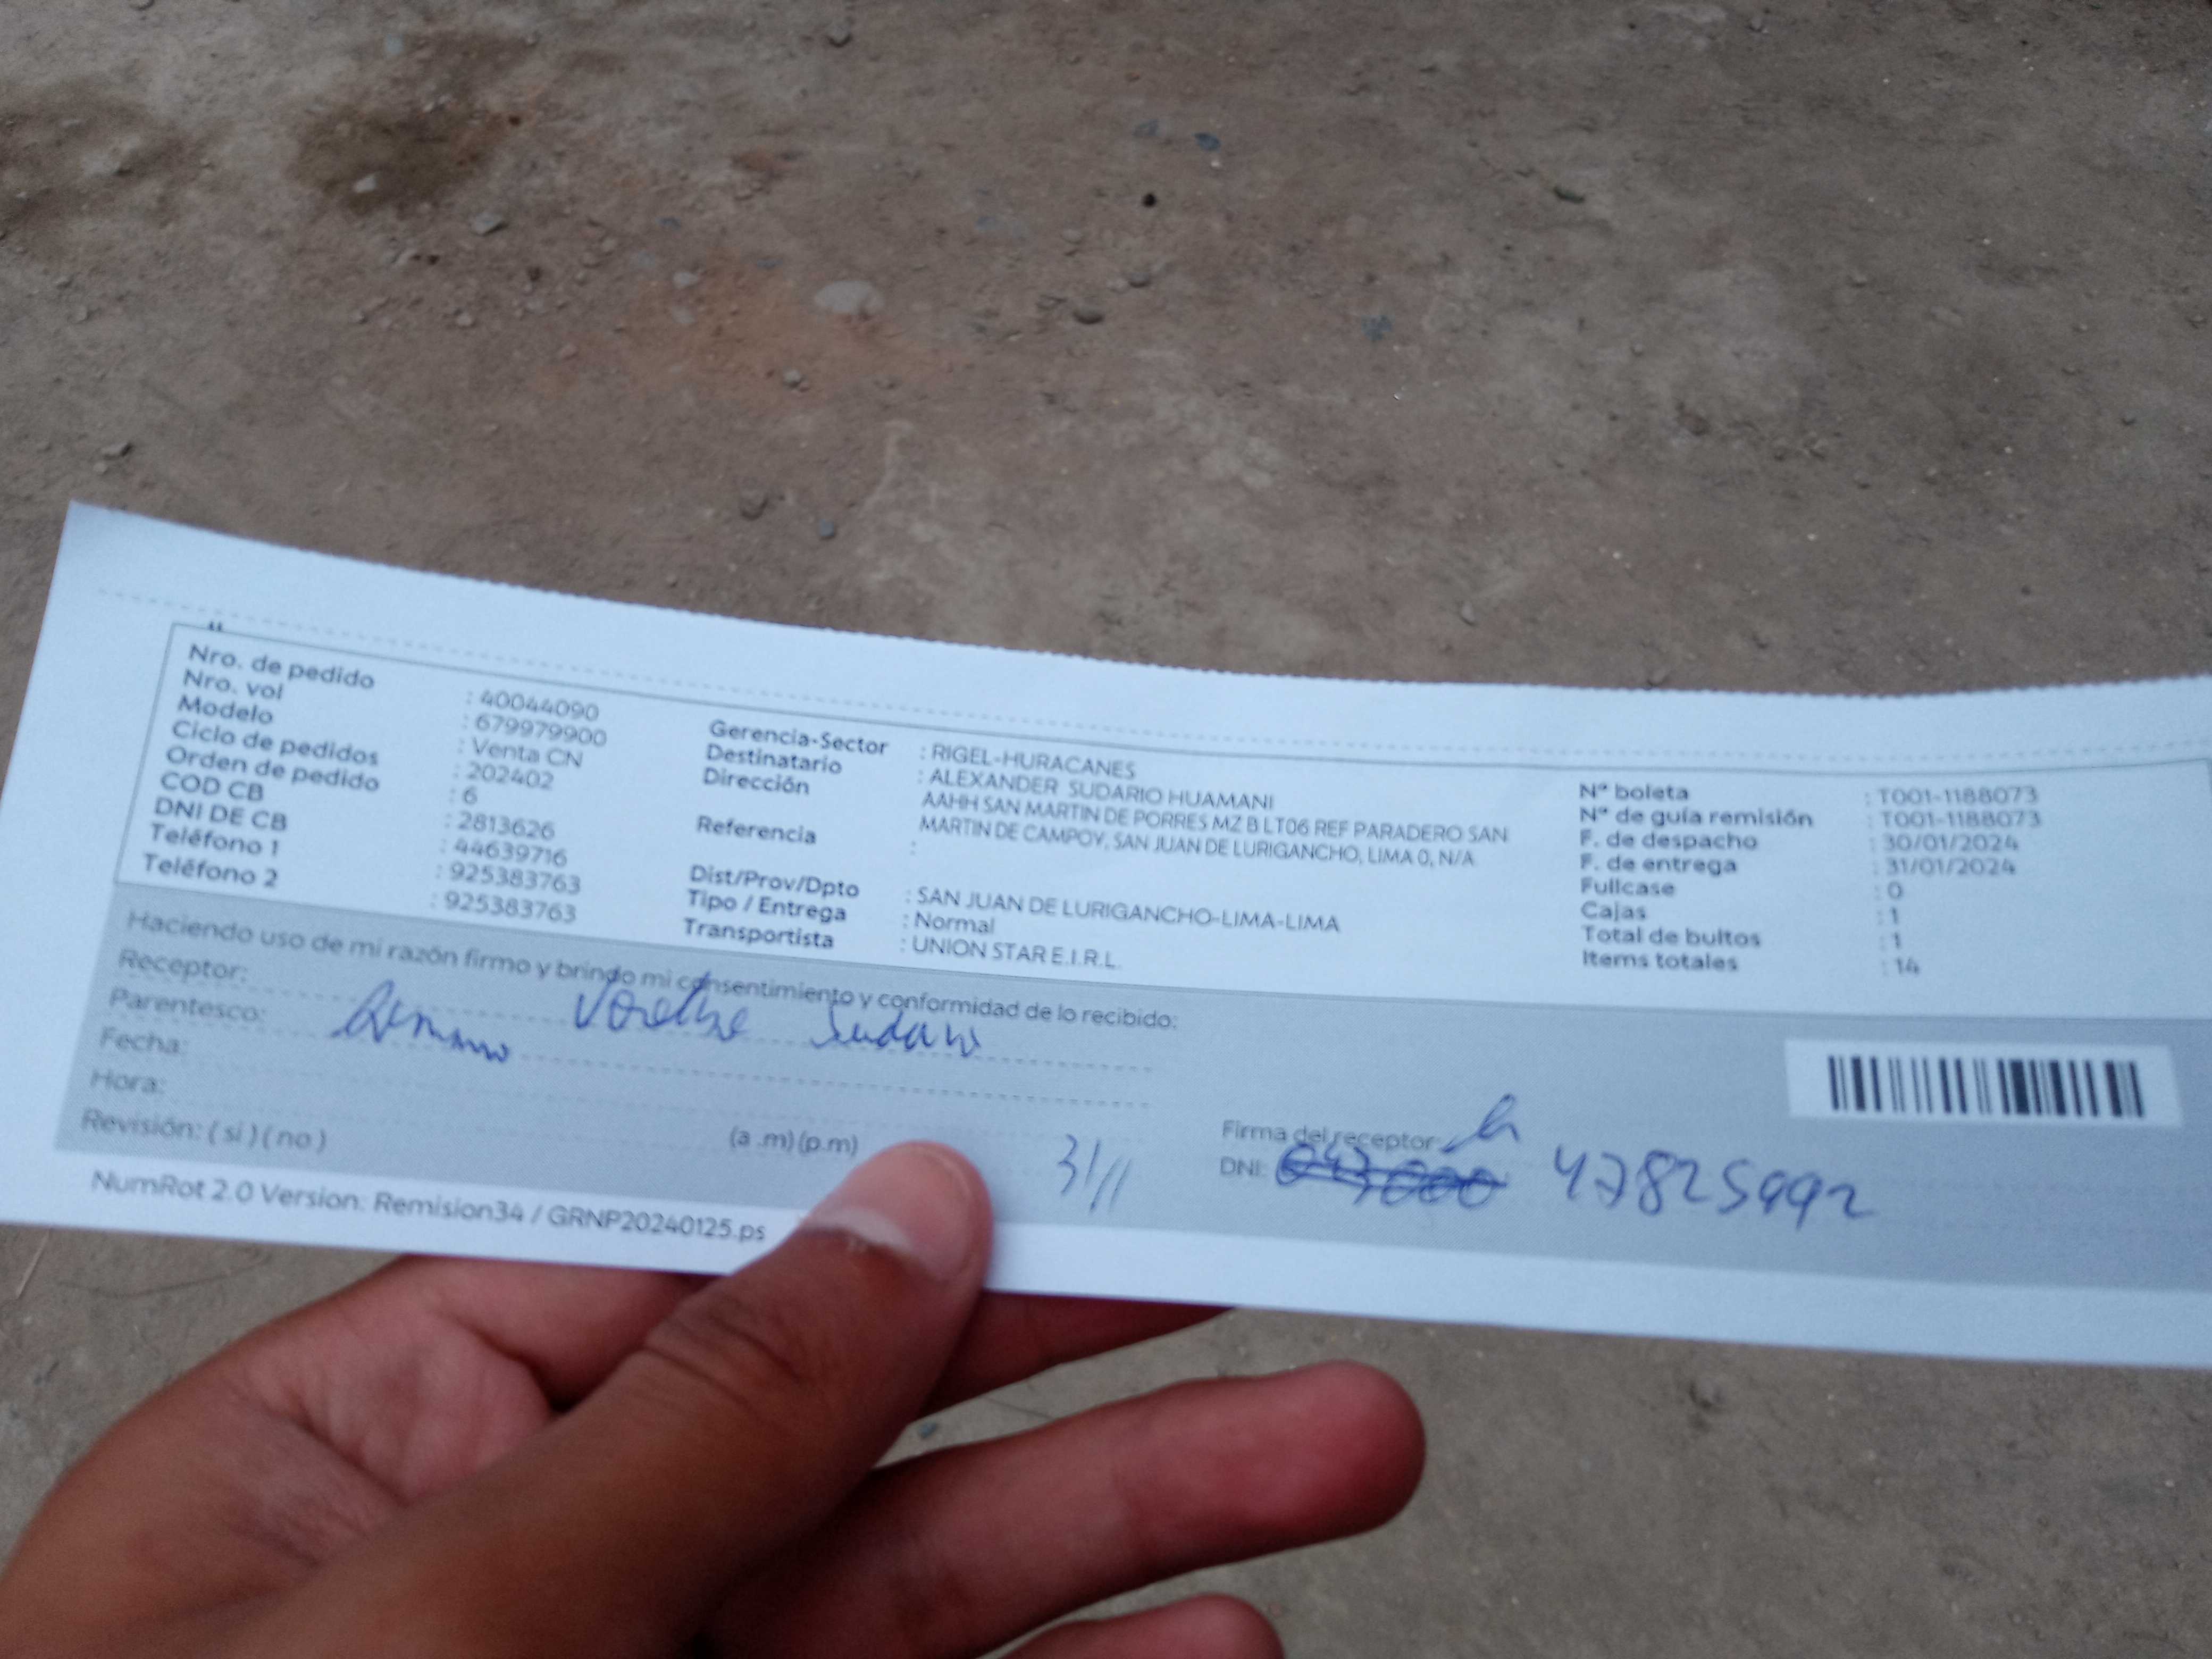 Nro. de pedido : 40044090
Nro. vol : 679979900
Modelo : Venta CN
Ciclo de pedidos : 202402
Orden de pedido : 6
COD CB : 2813626
DNI DE CB : 44639716
Teléfono 1 : 925383763
Teléfono 2 : 925383763
Gerencia-Sector : RIGEL-HURACANES
Destinatario : ALEXANDER SUDARIO HUAMANI
Dirección AAHH SAN MARTIN DE PORRES MZ B LT06 REF PARADERO SAN
MARTIN DE CAMPOY, SAN JUAN DE LURIGANCHO, LIMA 0, N/A
Referencia :
Dist/Prov/Dpto : SAN JUAN DE LURIGANCHO-LIMA-LIMA
Tipo / Entrega : Normal
Transportista : UNION STAR E.I.R.L.
N° boleta : T001-1188073
N° de guía remisión : T001-1188073
F. de despacho : 30/01/2024
F. de entrega : 31/01/2024
Fullcase : 0
Cajas : 1
Total de bultos : 1
Items totales : 14
Haciendo uso de mi razón firmo y brindo mi consentimiento y conformidad de lo recibido:
Receptor:
Parentesco:
Fecha:
Hora: (a .m) (p.m)
Revisión: ( si ) ( no )
Firma del receptor:
DNI: 47825992
NumRot 2.0 Version: Remision34 / GRNP20240125.ps